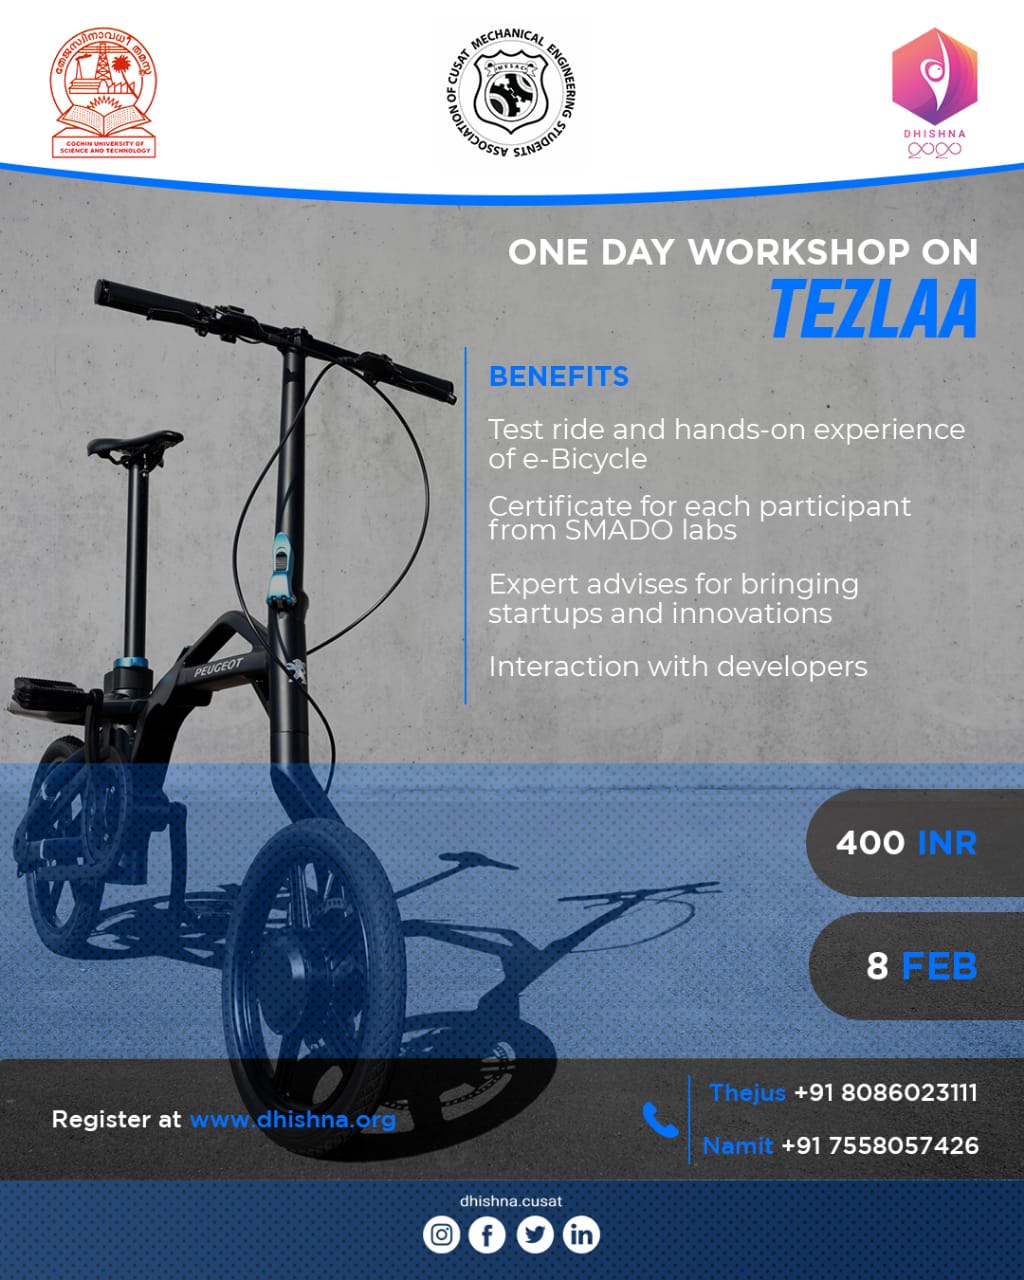 തേജസ്വിനാവധീതമസ്തു
COCHIN UNIVERSITY OF
SCIENCE AND TECHNOLOGY
ASSOCIATION OF CUSAT MECHANICAL ENGINEERING STUDENTS
DHISHNA
ONE DAY WORKSHOP ON
TEZLAA
BENEFITS
Test ride and hands-on experience
of e-Bicycle
Certificate for each participant
from SMADO labs
Expert advises for bringing
startups and innovations
Interaction with developers
PEUGEOT
400 INR
8 FEB
Register at www.dhishna.org
Thejus +91 8086023111
Namit +91 7558057426
dhishna.cusat